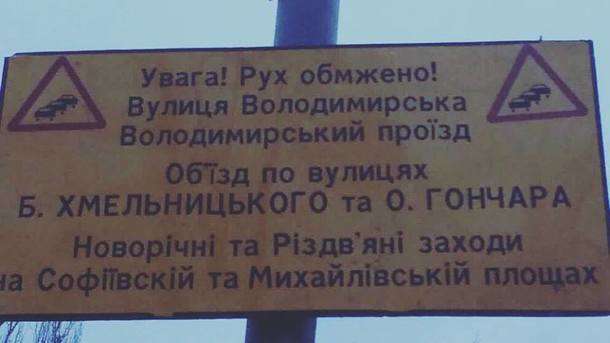 Увага! Рух обмжено!
Вулиця Володимирська
Володимирський проїзд
Об'їзд по вулицях
Б. ХМЕЛЬНИЦЬКОГО та О. ГОНЧАРА
Новорічні та Різдв'яні заходи
на Софіївскій та Михайлівській площах